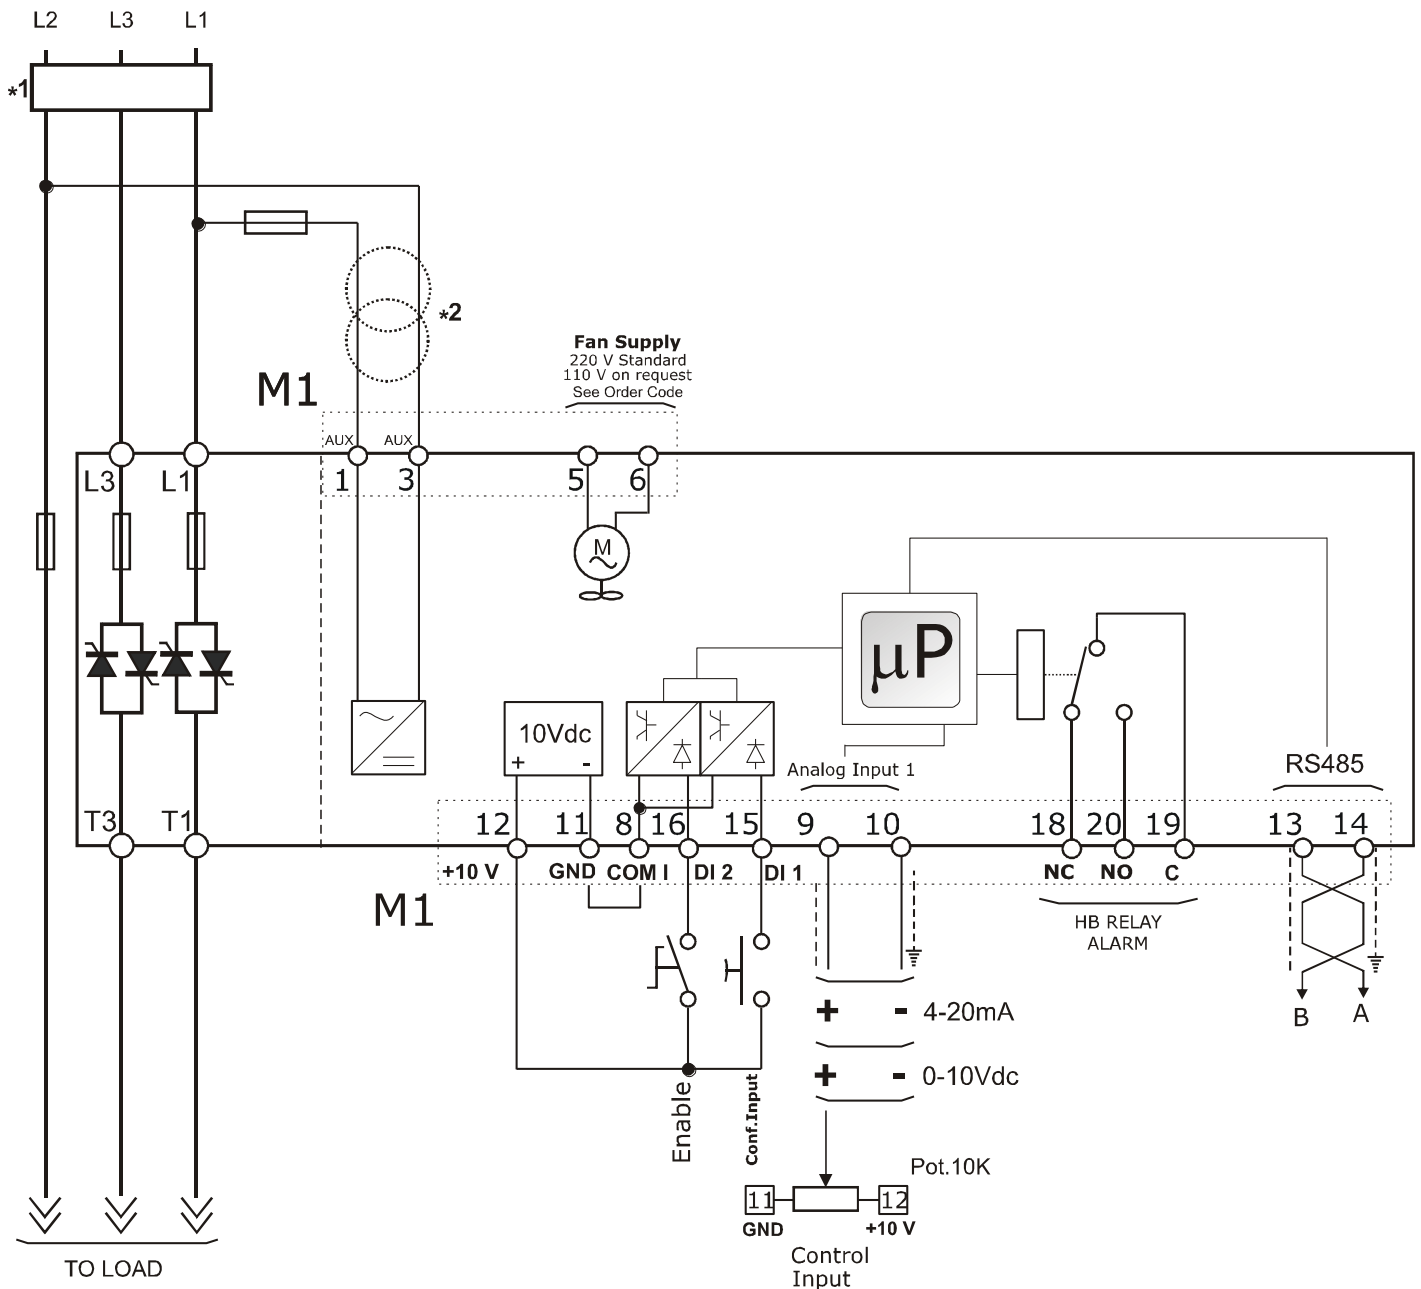 L2 L3 L1
*1
*2
Fan Supply
220 V Standard
110 V on request
See Order Code
M1
AUX AUX
L3 L1 1 3 5 6
M
µP
10Vdc
+ -
Analog Input 1
RS485
T3 T1 12 11 8 16 15 9 10 18 20 19 13 14
+10 V GND COM I DI 2 DI 1 NC NO C
M1
HB RELAY
ALARM
+ - 4-20mA
B A
+ - 0-10Vdc
Enable
Conf.Input
Pot.10K
11 12
GND +10 V
Control
Input
TO LOAD